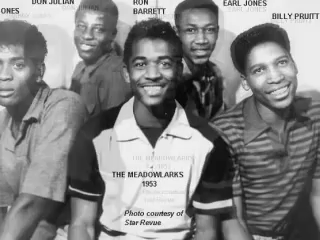 DON JULIAN
RON
BARRETT
EARL JONES
ONES
BILLY PRUITT
THE MEADOWLARKS
1953
Photo courtesy of
Star Revue